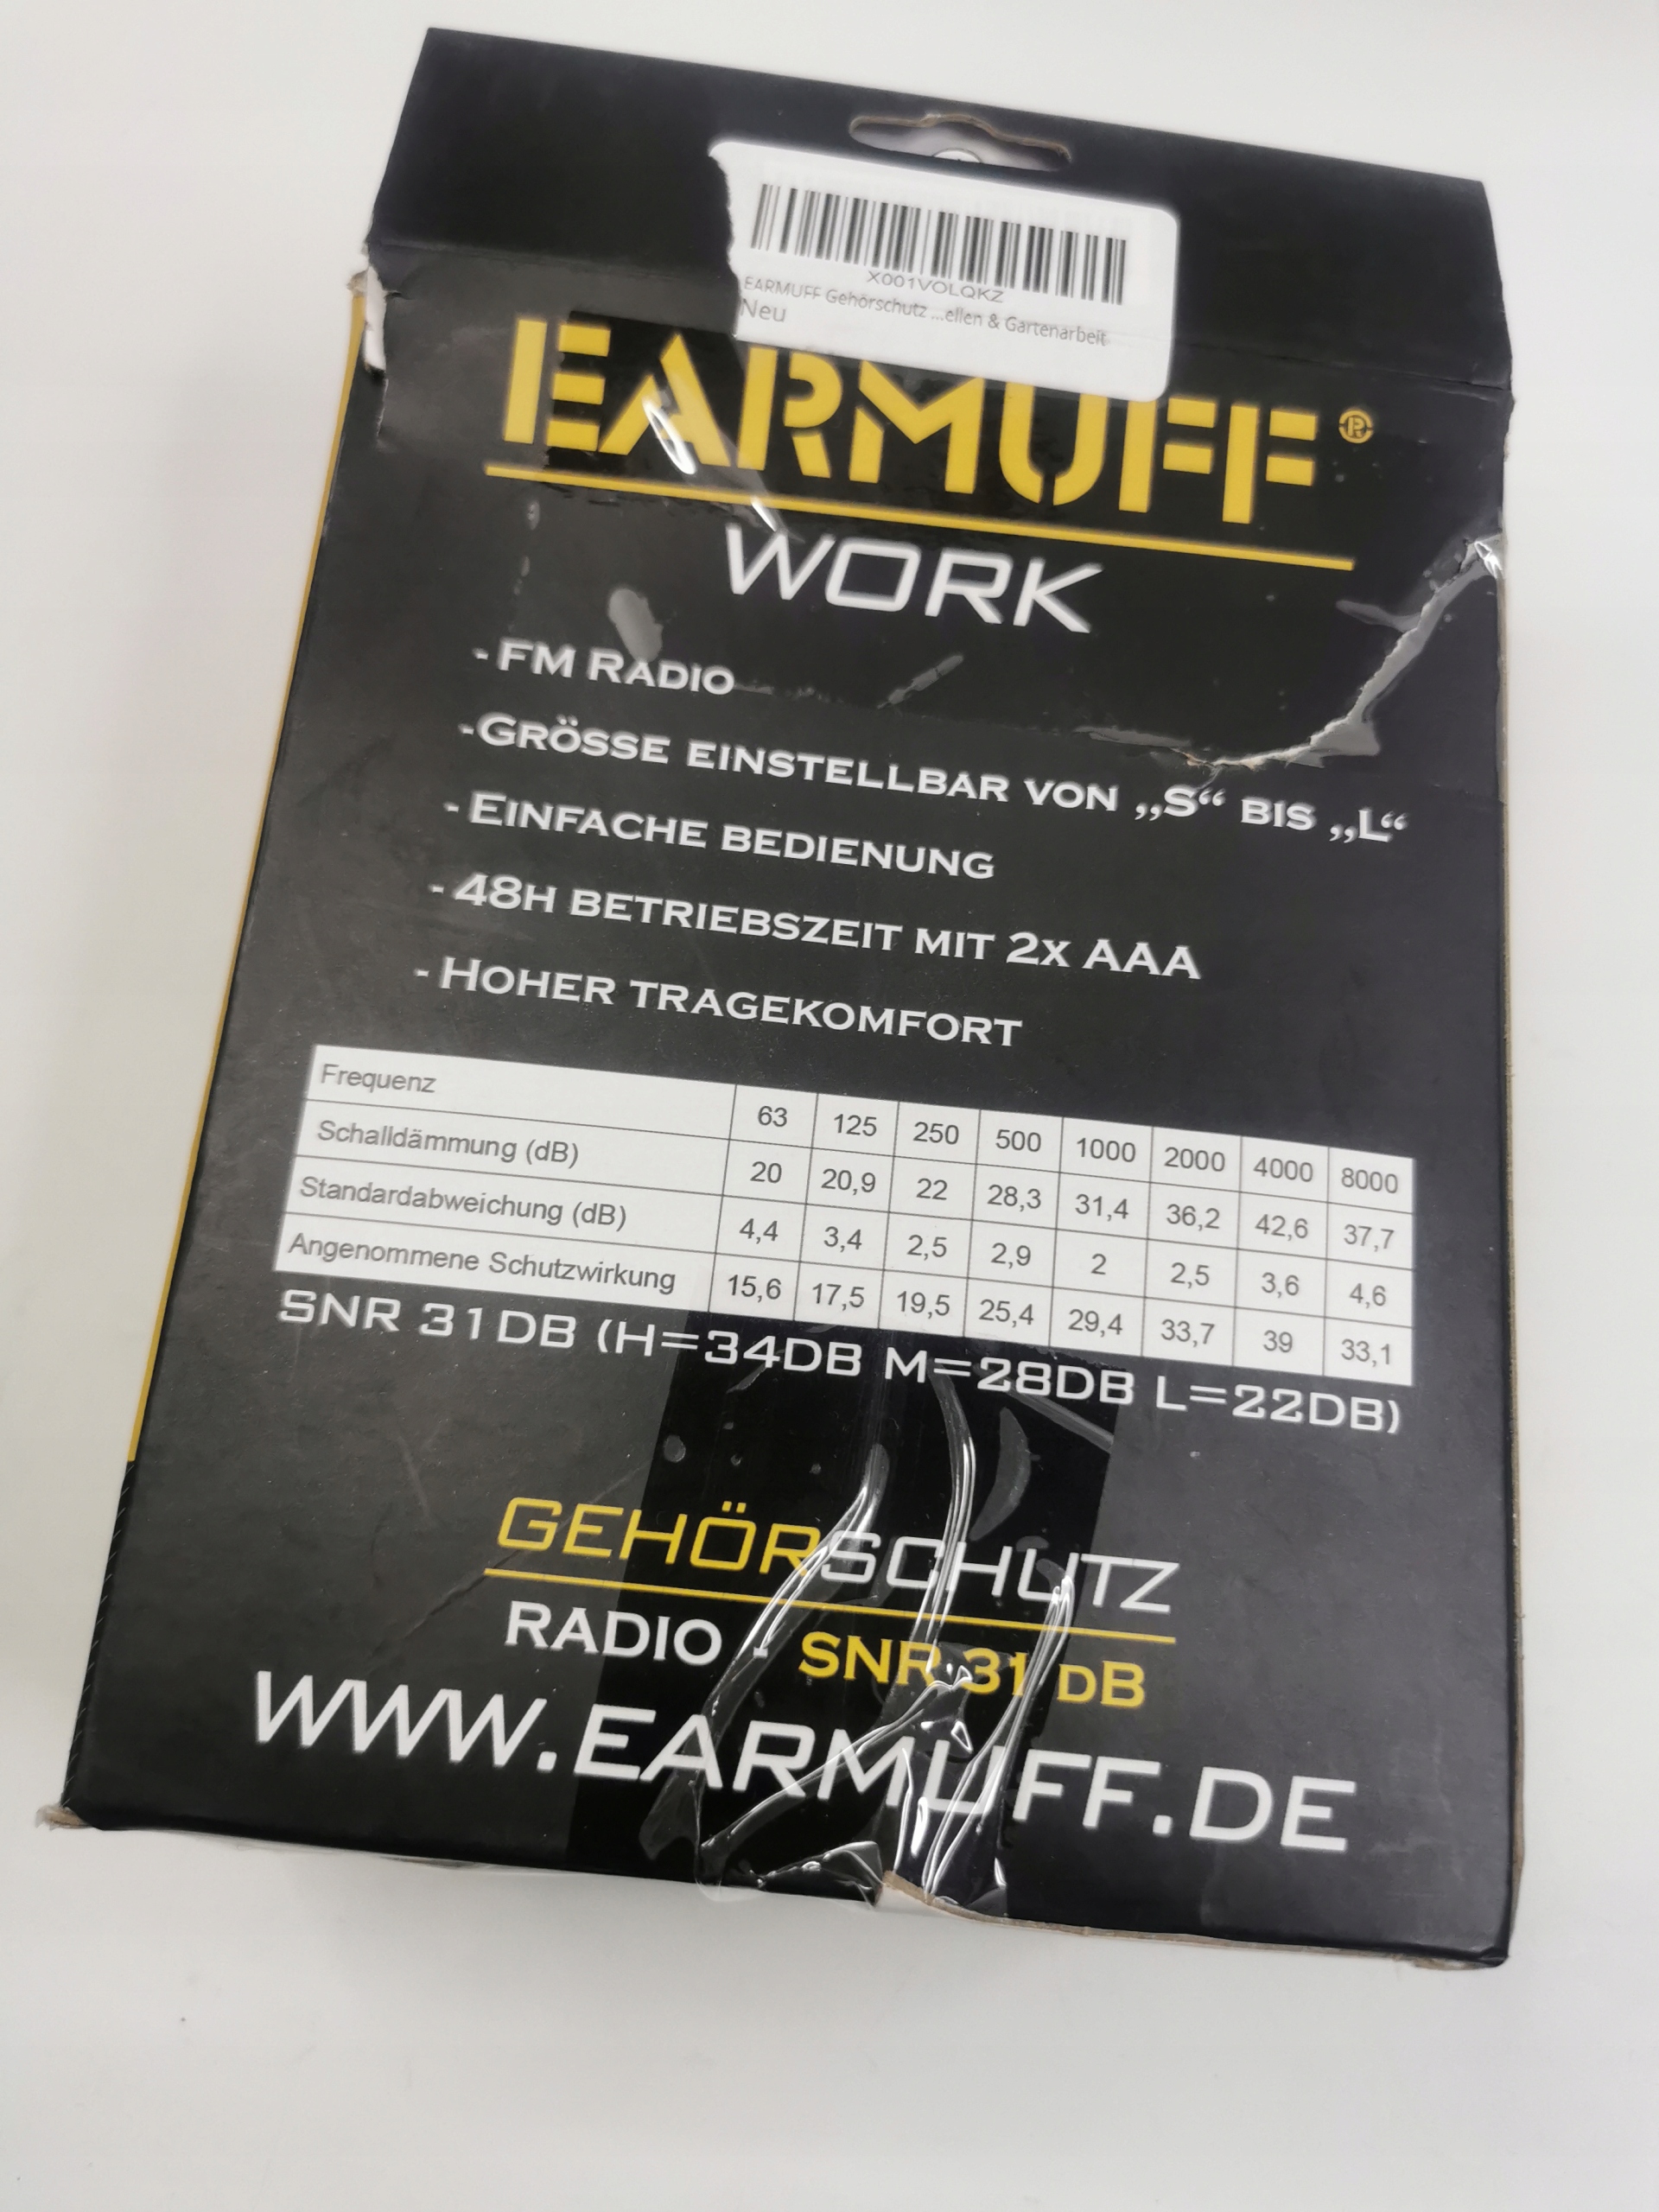 X001VOLQKZ
EARMUFF Gehörschutz ...ellen & Gartenarbeit
Neu
EARMUFF®
WORK
- FM RADIO
-GRÖSSE EINSTELLBAR VON „S“ BIS „L“
- EINFACHE BEDIENUNG
- 48H BETRIEBSZEIT MIT 2X AAA
- HOHER TRAGEKOMFORT
Frequenz 63 125 250 500 1000 2000 4000 8000
Schalldämmung (dB) 20 20,9 22 28,3 31,4 36,2 42,6 37,7
Standardabweichung (dB) 4,4 3,4 2,5 2,9 2 2,5 3,6 4,6
Angenommene Schutzwirkung 15,6 17,5 19,5 25,4 29,4 33,7 39 33,1
SNR 31DB (H=34DB M=28DB L=22DB)
GEHÖRSCHUTZ
RADIO - SNR 31 DB
WWW.EARMUFF.DE